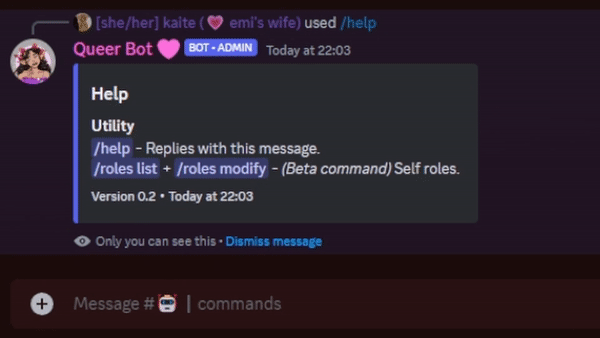 [she/her] kaite ( 💗 emi's wife) used /help
Queer Bot 💗 BOT - ADMIN Today at 22:03
Help
Utility
/help - Replies with this message.
/roles list + /roles modify - (Beta command) Self roles.
Version 0.2 • Today at 22:03
Only you can see this • Dismiss message
Message #🤖 | commands